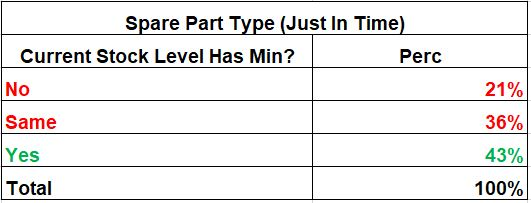 Spare Part Type (Just In Time)
Current Stock Level Has Min? Perc
No 21%
Same 36%
Yes 43%
Total 100%